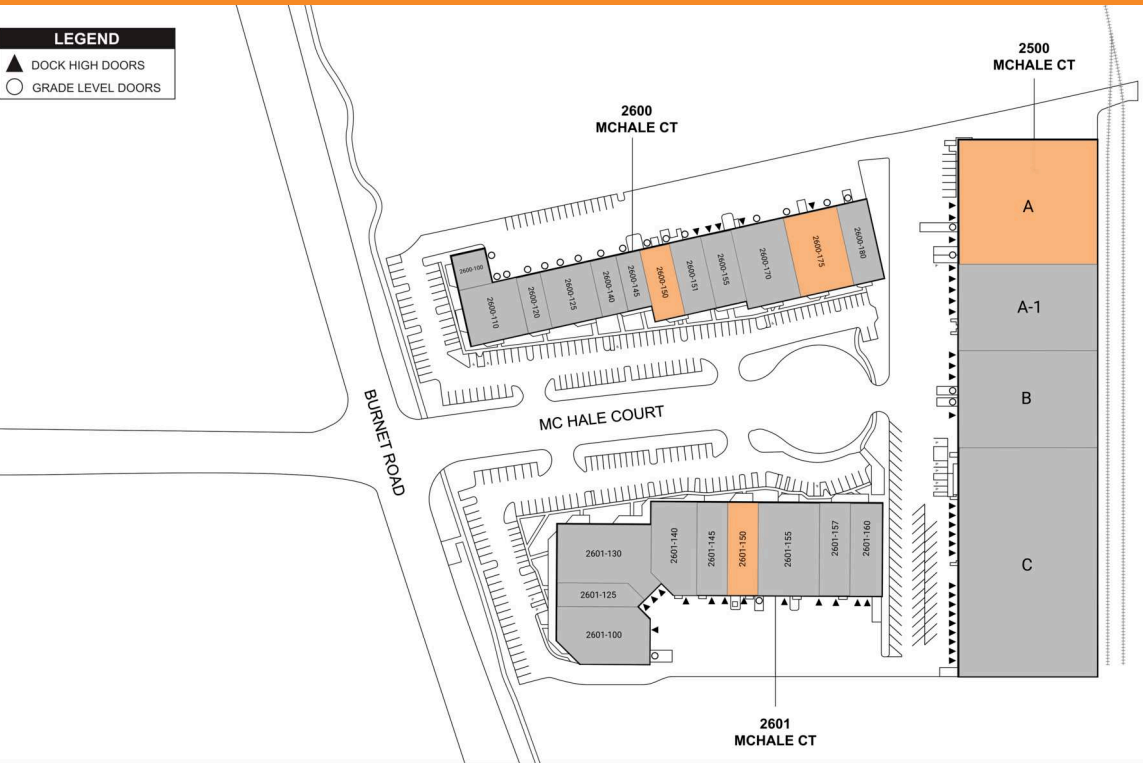 LEGEND
DOCK HIGH DOORS
GRADE LEVEL DOORS
2500
MCHALE CT
2600
MCHALE CT
A
A-1
B
C
2600-100
2600-110
2600-120
2600-125
2600-140
2600-145
2600-150
2600-151
2600-155
2600-170
2600-175
2600-180
BURNET ROAD
MC HALE COURT
2601-130
2601-125
2601-100
2601-140
2601-145
2601-150
2601-155
2601-157
2601-160
2601
MCHALE CT